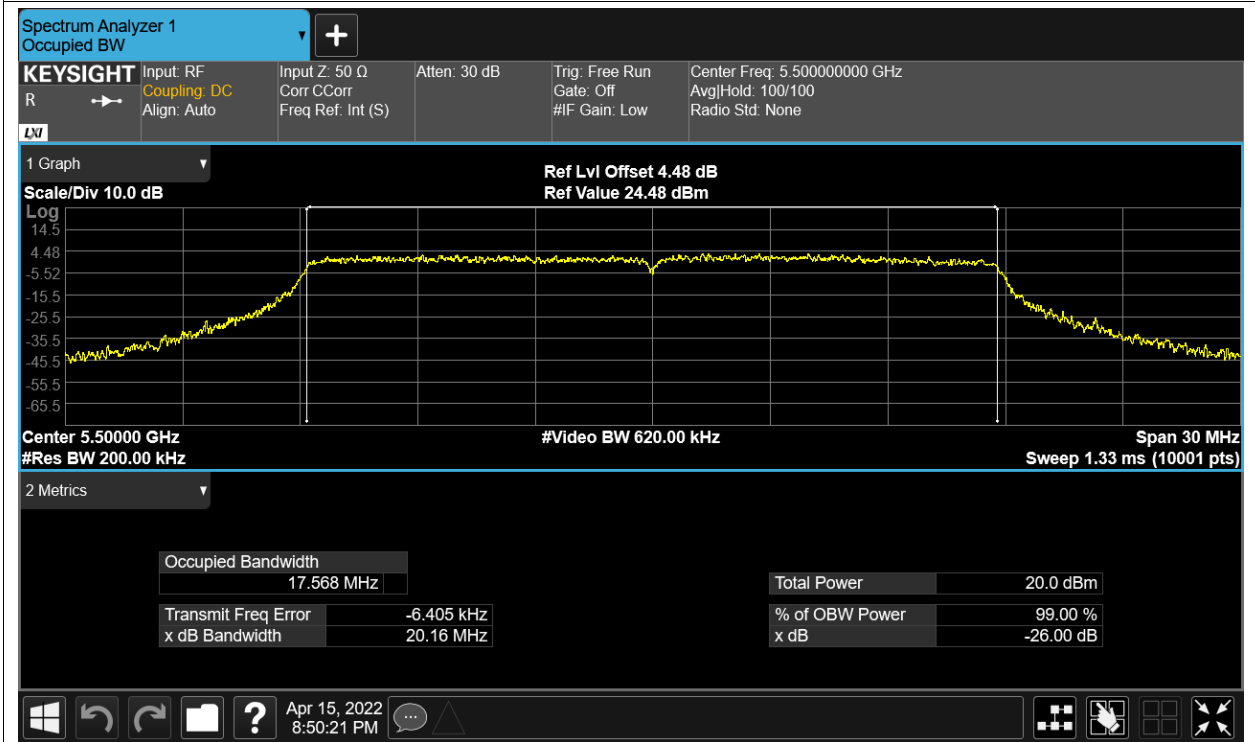 Spectrum Analyzer 1
Occupied BW
KEYSIGHT
R
LXI
Input: RF
Coupling: DC
Align: Auto
Input Z: 50 Ω
Corr CCorr
Freq Ref: Int (S)
Atten: 30 dB
Trig: Free Run
Gate: Off
#IF Gain: Low
Center Freq: 5.500000000 GHz
Avg|Hold: 100/100
Radio Std: None
1 Graph
Scale/Div 10.0 dB
Ref Lvl Offset 4.48 dB
Ref Value 24.48 dBm
Log
14.5
4.48
-5.52
-15.5
-25.5
-35.5
-45.5
-55.5
-65.5
Center 5.50000 GHz
#Res BW 200.00 kHz
#Video BW 620.00 kHz
Span 30 MHz
Sweep 1.33 ms (10001 pts)
2 Metrics
Occupied Bandwidth
17.568 MHz
Transmit Freq Error -6.405 kHz
x dB Bandwidth 20.16 MHz
Total Power 20.0 dBm
% of OBW Power 99.00 %
x dB -26.00 dB
?
Apr 15, 2022
8:50:21 PM